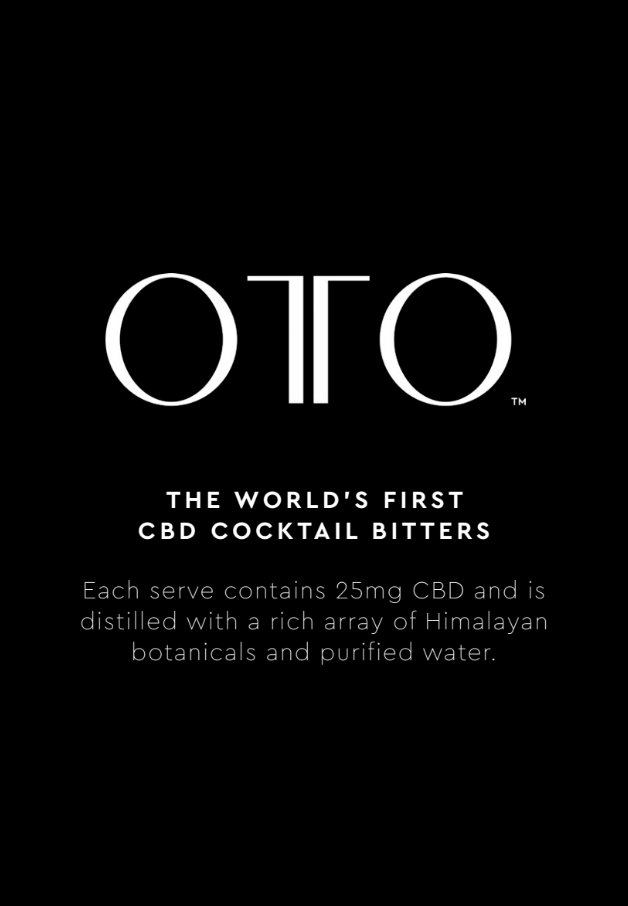 OTO™
THE WORLD'S FIRST
CBD COCKTAIL BITTERS
Each serve contains 25mg CBD and is
distilled with a rich array of Himalayan
botanicals and purified water.